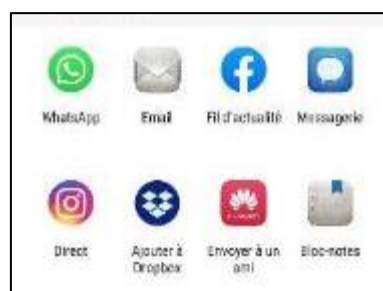 WhatsApp Email Fil d'actualité Messagerie
Direct Ajouter à Envoyer à un Bloc-notes
Dropbox ami